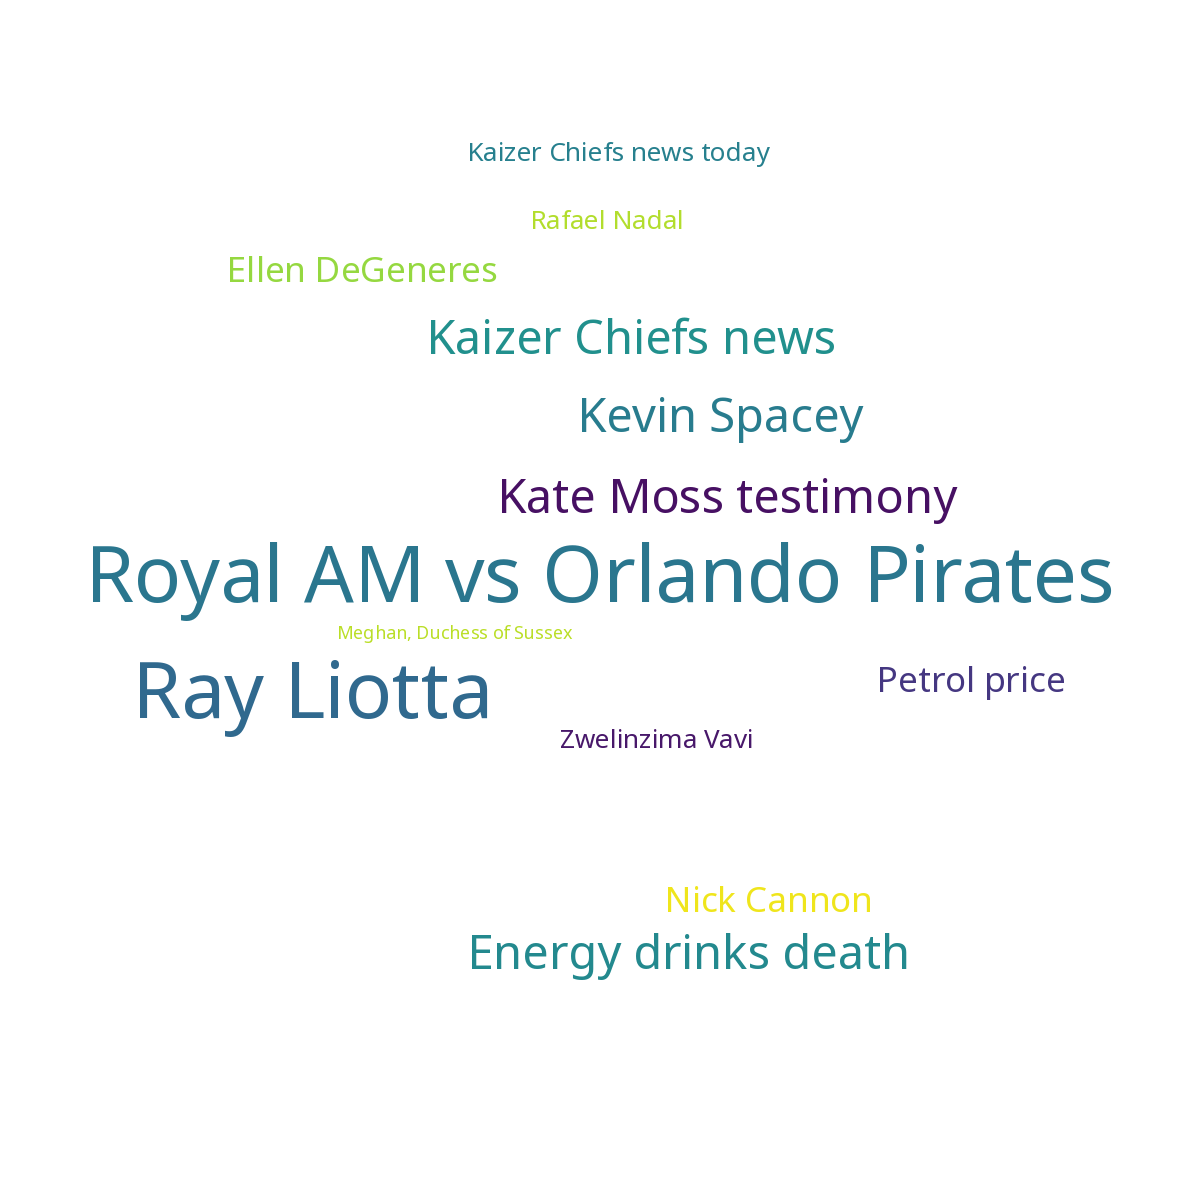 Kaizer Chiefs news today
Rafael Nadal
Ellen DeGeneres
Kaizer Chiefs news
Kevin Spacey
Kate Moss testimony
Royal AM vs Orlando Pirates
Meghan, Duchess of Sussex
Ray Liotta
Petrol price
Zwelinzima Vavi
Nick Cannon
Energy drinks death